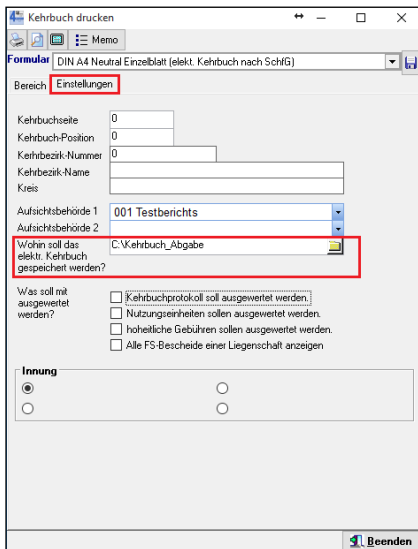 Kehrbuch drucken
Memo
Formular DIN A4 Neutral Einzelblatt (elekt. Kehrbuch nach SchfG)
Bereich Einstellungen
Kehrbuchseite 0
Kehrbuch-Position 0
Kerhrbezirk-Nummer 0
Kehrbezirk-Name
Kreis
Aufsichtsbehörde 1 001 Testberichts
Aufsichtsbehörde 2
Wohin soll das C:\Kehrbuch_Abgabe
elektr. Kehrbuch
gespeichert werden?
Was soll mit Kehrbuchprotokoll soll ausgewertet werden.
ausgewertet Nutzungseinheiten sollen ausgewertet werden.
werden? hoheitliche Gebühren sollen ausgewertet werden.
Alle FS-Bescheide einer Liegenschaft anzeigen
Innung
Beenden